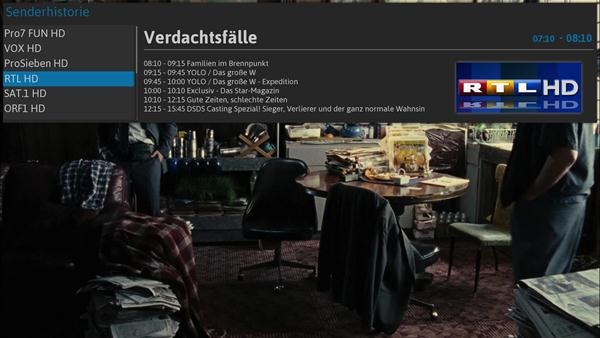 Senderhistorie
Pro7 FUN HD
VOX HD
ProSieben HD
RTL HD
SAT.1 HD
ORF1 HD
Verdachtsfälle
07:10 - 08:10
08:10 - 09:15 Familien im Brennpunkt
09:15 - 09:45 YOLO / Das große W
09:45 - 10:00 YOLO / Das große W - Expedition
10:00 - 10:10 Exclusiv - Das Star-Magazin
10:10 - 12:15 Gute Zeiten, schlechte Zeiten
12:15 - 15:45 DSDS Casting Spezial! Sieger, Verlierer und der ganz normale Wahnsin
RTL HD